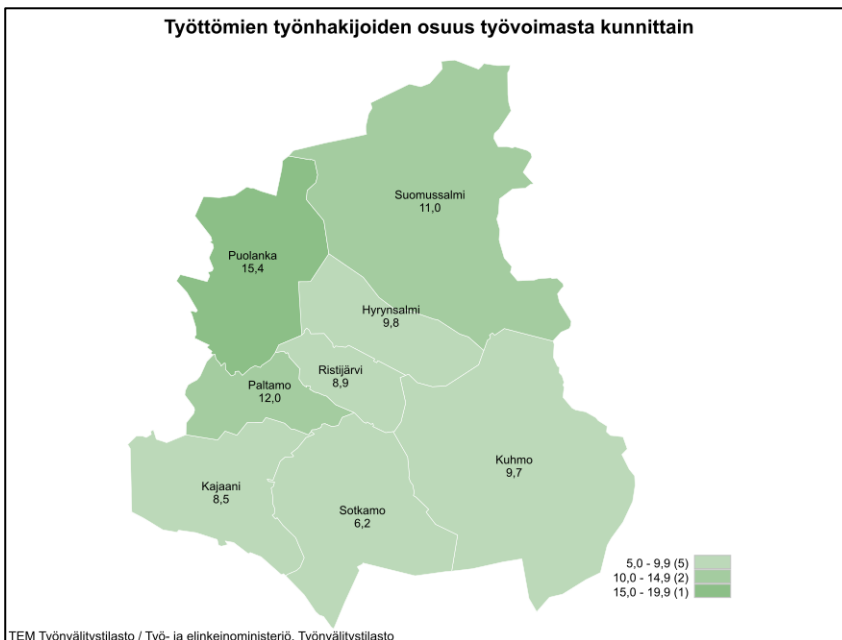 Työttömien työnhakijoiden osuus työvoimasta kunnittain
Suomussalmi
11,0
Puolanka
15,4
Hyrynsalmi
9,8
Ristijärvi
8,9
Paltamo
12,0
Kuhmo
9,7
Kajaani
8,5
Sotkamo
6,2
5,0 - 9,9 (5)
10,0 - 14,9 (2)
15,0 - 19,9 (1)
TEM Työnvälitystilasto / Työ- ja elinkeinoministeriö, Työnvälitystilasto